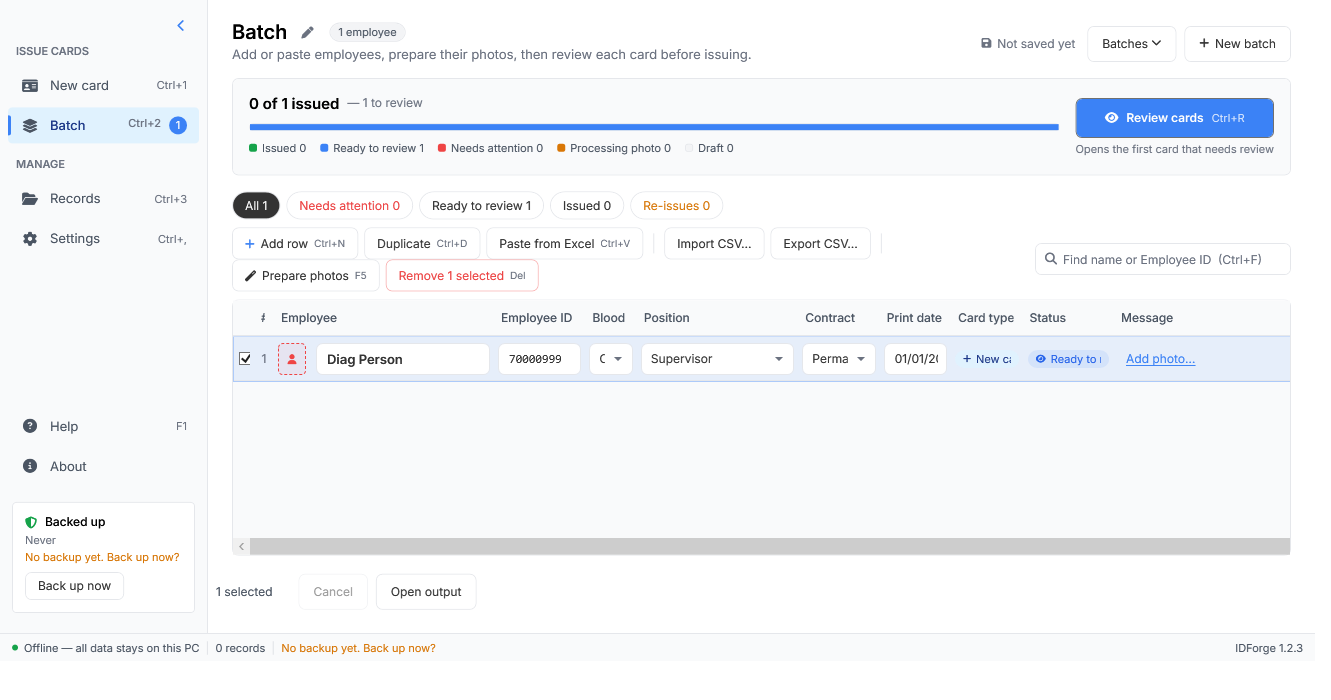 ISSUE CARDS
New card Ctrl+1
Batch Ctrl+2 1
MANAGE
Records Ctrl+3
Settings Ctrl+,
Help F1
About
Backed up
Never
No backup yet. Back up now?
Back up now
Batch 1 employee
Add or paste employees, prepare their photos, then review each card before issuing.
Not saved yet Batches + New batch
0 of 1 issued — 1 to review
Review cards Ctrl+R
Issued 0 Ready to review 1 Needs attention 0 Processing photo 0 Draft 0
Opens the first card that needs review
All 1 Needs attention 0 Ready to review 1 Issued 0 Re-issues 0
+ Add row Ctrl+N Duplicate Ctrl+D Paste from Excel Ctrl+V Import CSV... Export CSV...
Find name or Employee ID (Ctrl+F)
Prepare photos F5 Remove 1 selected Del
Employee Employee ID Blood Position Contract Print date Card type Status Message
1 Diag Person 70000999 Supervisor Perma 01/01/2 + New Ready to Add photo...
1 selected Cancel Open output
Offline — all data stays on this PC 0 records No backup yet. Back up now? IDForge 1.2.3